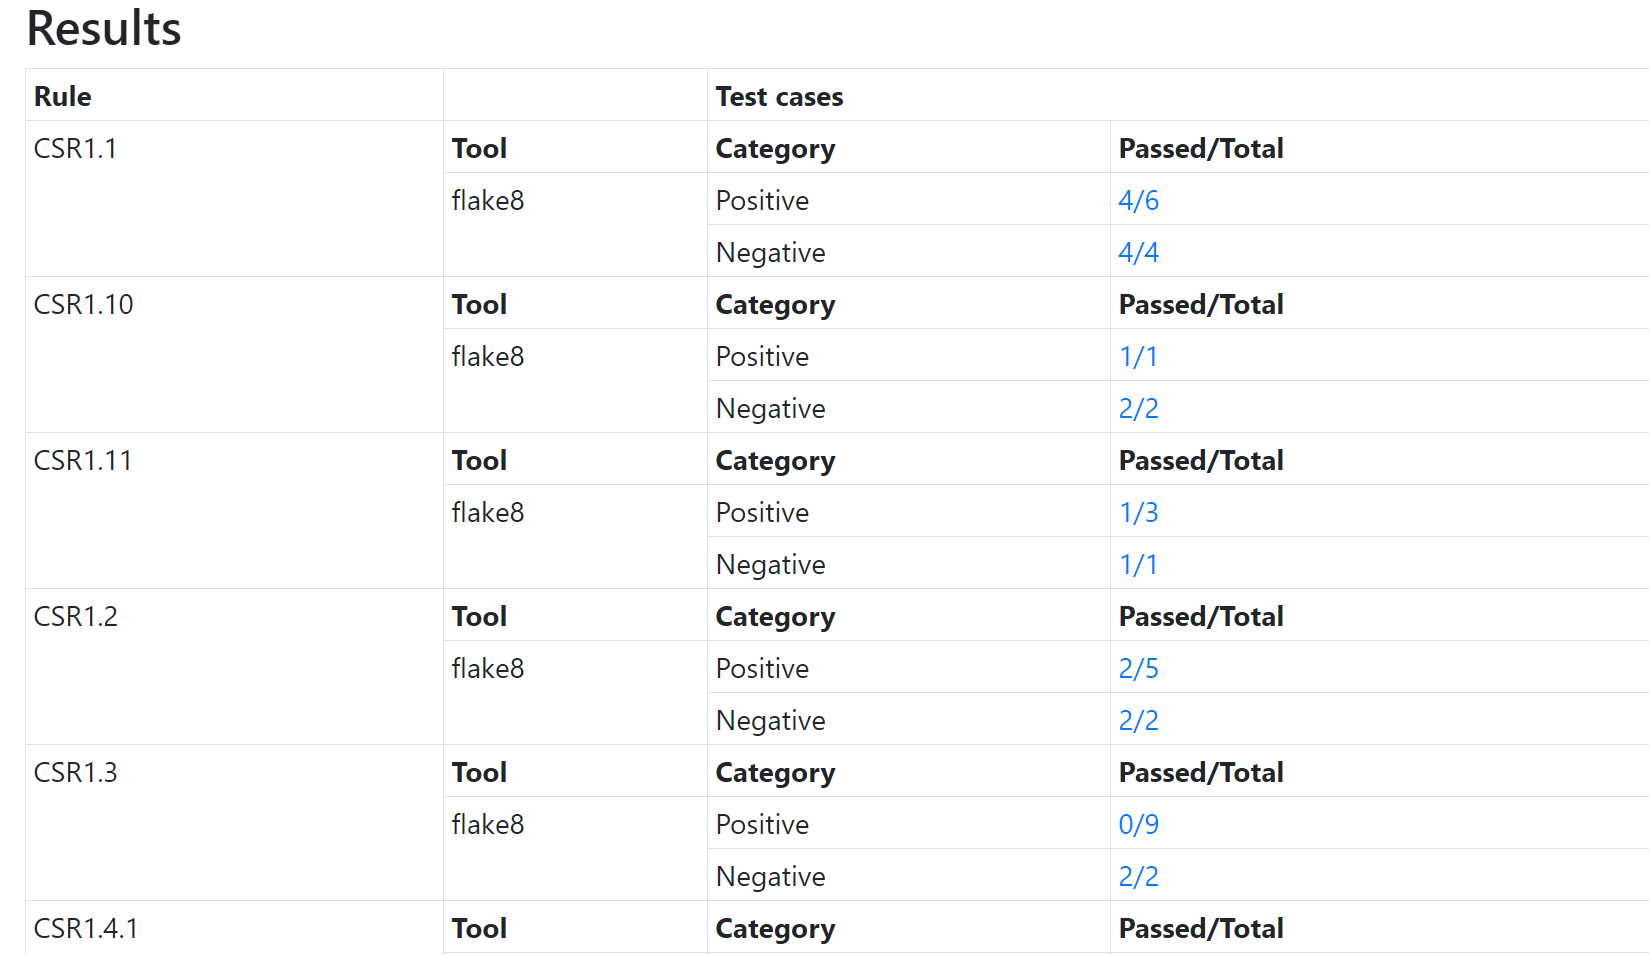 Results
Rule Test cases
CSR1.1 Tool Category Passed/Total
flake8 Positive 4/6
Negative 4/4
CSR1.10 Tool Category Passed/Total
flake8 Positive 1/1
Negative 2/2
CSR1.11 Tool Category Passed/Total
flake8 Positive 1/3
Negative 1/1
CSR1.2 Tool Category Passed/Total
flake8 Positive 2/5
Negative 2/2
CSR1.3 Tool Category Passed/Total
flake8 Positive 0/9
Negative 2/2
CSR1.4.1 Tool Category Passed/Total